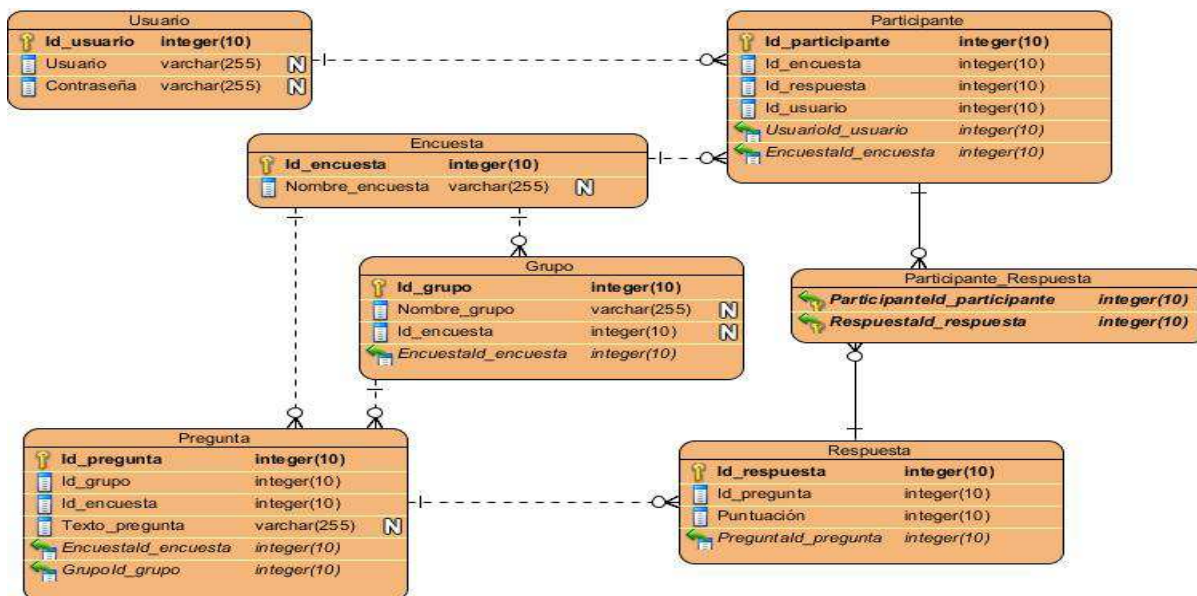 Usuario
Id_usuario integer(10)
Usuario varchar(255) N
Contraseña varchar(255) N
Participante
Id_participante integer(10)
Id_encuesta integer(10)
Id_respuesta integer(10)
Id_usuario integer(10)
UsuarioId_usuario integer(10)
EncuestaId_encuesta integer(10)
Encuesta
Id_encuesta integer(10)
Nombre_encuesta varchar(255) N
Grupo
Id_grupo integer(10)
Nombre_grupo varchar(255) N
Id_encuesta integer(10) N
EncuestaId_encuesta integer(10)
Participante_Respuesta
ParticipanteId_participante integer(10)
RespuestaId_respuesta integer(10)
Pregunta
Id_pregunta integer(10)
Id_grupo integer(10)
Id_encuesta integer(10)
Texto_pregunta varchar(255) N
EncuestaId_encuesta integer(10)
GrupoId_grupo integer(10)
Respuesta
Id_respuesta integer(10)
Id_pregunta integer(10)
Puntuación integer(10)
PreguntaId_pregunta integer(10)